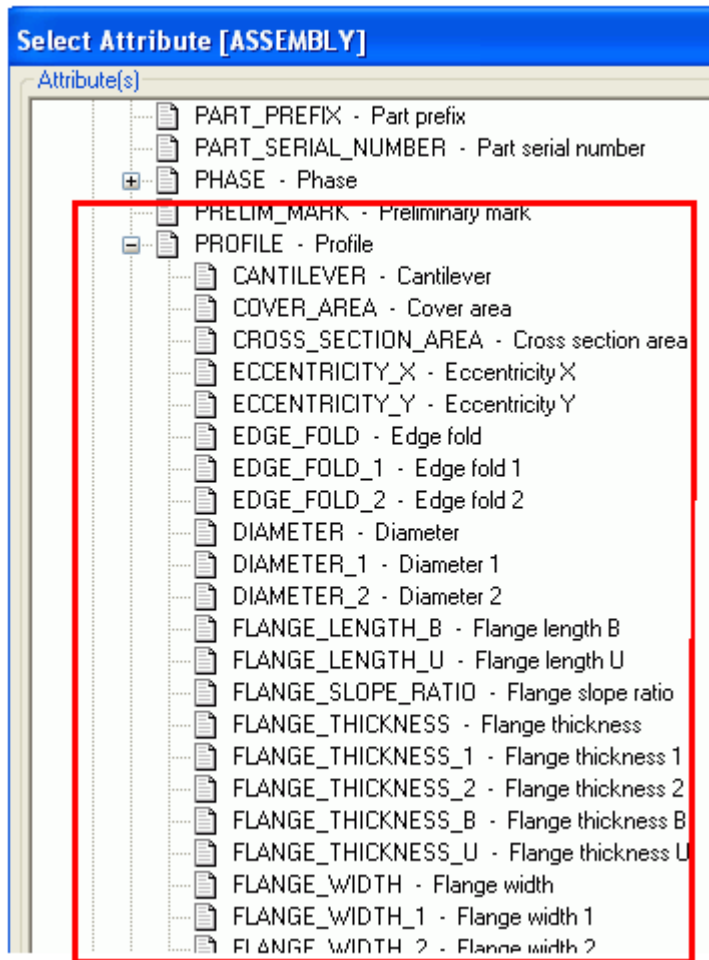 Select Attribute [ASSEMBLY]
Attribute(s)
PART_PREFIX - Part prefix
PART_SERIAL_NUMBER - Part serial number
PHASE - Phase
PRELIM_MARK - Preliminary mark
PROFILE - Profile
CANTILEVER - Cantilever
COVER_AREA - Cover area
CROSS_SECTION_AREA - Cross section area
ECCENTRICITY_X - Eccentricity X
ECCENTRICITY_Y - Eccentricity Y
EDGE_FOLD - Edge fold
EDGE_FOLD_1 - Edge fold 1
EDGE_FOLD_2 - Edge fold 2
DIAMETER - Diameter
DIAMETER_1 - Diameter 1
DIAMETER_2 - Diameter 2
FLANGE_LENGTH_B - Flange length B
FLANGE_LENGTH_U - Flange length U
FLANGE_SLOPE_RATIO - Flange slope ratio
FLANGE_THICKNESS - Flange thickness
FLANGE_THICKNESS_1 - Flange thickness 1
FLANGE_THICKNESS_2 - Flange thickness 2
FLANGE_THICKNESS_B - Flange thickness B
FLANGE_THICKNESS_U - Flange thickness U
FLANGE_WIDTH - Flange width
FLANGE_WIDTH_1 - Flange width 1
FLANGE_WIDTH_2 - Flange width 2